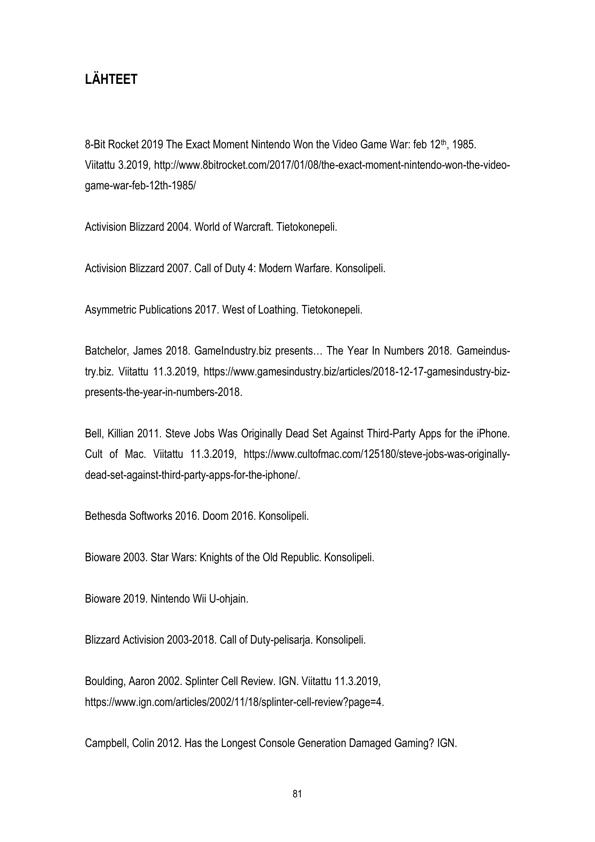 LÄHTEET
8-Bit Rocket 2019 The Exact Moment Nintendo Won the Video Game War: feb 12th, 1985.
Viitattu 3.2019, http://www.8bitrocket.com/2017/01/08/the-exact-moment-nintendo-won-the-video-
game-war-feb-12th-1985/
Activision Blizzard 2004. World of Warcraft. Tietokonepeli.
Activision Blizzard 2007. Call of Duty 4: Modern Warfare. Konsolipeli.
Asymmetric Publications 2017. West of Loathing. Tietokonepeli.
Batchelor, James 2018. GameIndustry.biz presents… The Year In Numbers 2018. Gameindus-
try.biz. Viitattu 11.3.2019, https://www.gamesindustry.biz/articles/2018-12-17-gamesindustry-biz-
presents-the-year-in-numbers-2018.
Bell, Killian 2011. Steve Jobs Was Originally Dead Set Against Third-Party Apps for the iPhone.
Cult of Mac. Viitattu 11.3.2019, https://www.cultofmac.com/125180/steve-jobs-was-originally-
dead-set-against-third-party-apps-for-the-iphone/.
Bethesda Softworks 2016. Doom 2016. Konsolipeli.
Bioware 2003. Star Wars: Knights of the Old Republic. Konsolipeli.
Bioware 2019. Nintendo Wii U-ohjain.
Blizzard Activision 2003-2018. Call of Duty-pelisarja. Konsolipeli.
Boulding, Aaron 2002. Splinter Cell Review. IGN. Viitattu 11.3.2019,
https://www.ign.com/articles/2002/11/18/splinter-cell-review?page=4.
Campbell, Colin 2012. Has the Longest Console Generation Damaged Gaming? IGN.
81